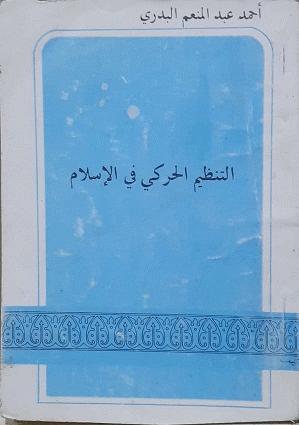 أحمد عبد المنعم البدري
التنظيم الحركي في الإسلام